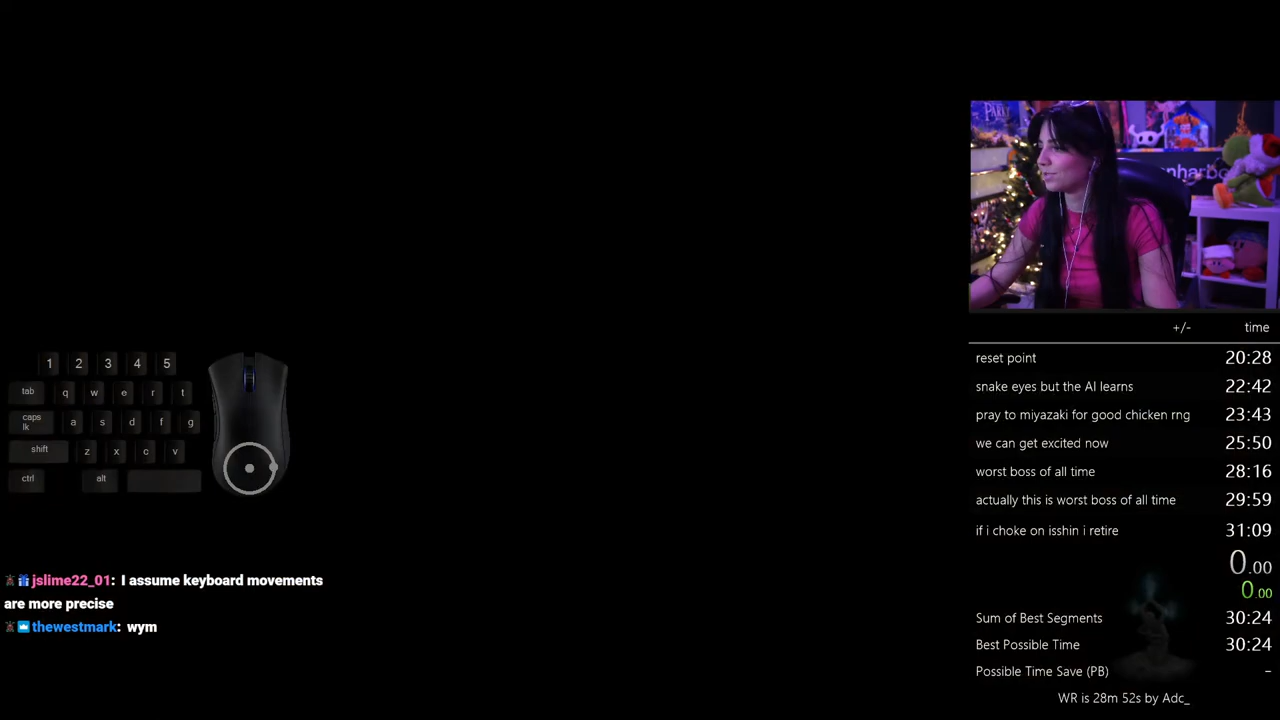 PARKY
enharbo
1 2 3 4 5
tab q w e r t
caps
lk a s d f g
shift z x c v
ctrl alt
jslime22_01: I assume keyboard movements
are more precise
thewestmark: wym
+/- time
reset point 20:28
snake eyes but the AI learns 22:42
pray to miyazaki for good chicken rng 23:43
we can get excited now 25:50
worst boss of all time 28:16
actually this is worst boss of all time 29:59
if i choke on isshin i retire 31:09
0.00
0.00
Sum of Best Segments 30:24
Best Possible Time 30:24
Possible Time Save (PB) -
WR is 28m 52s by Adc_